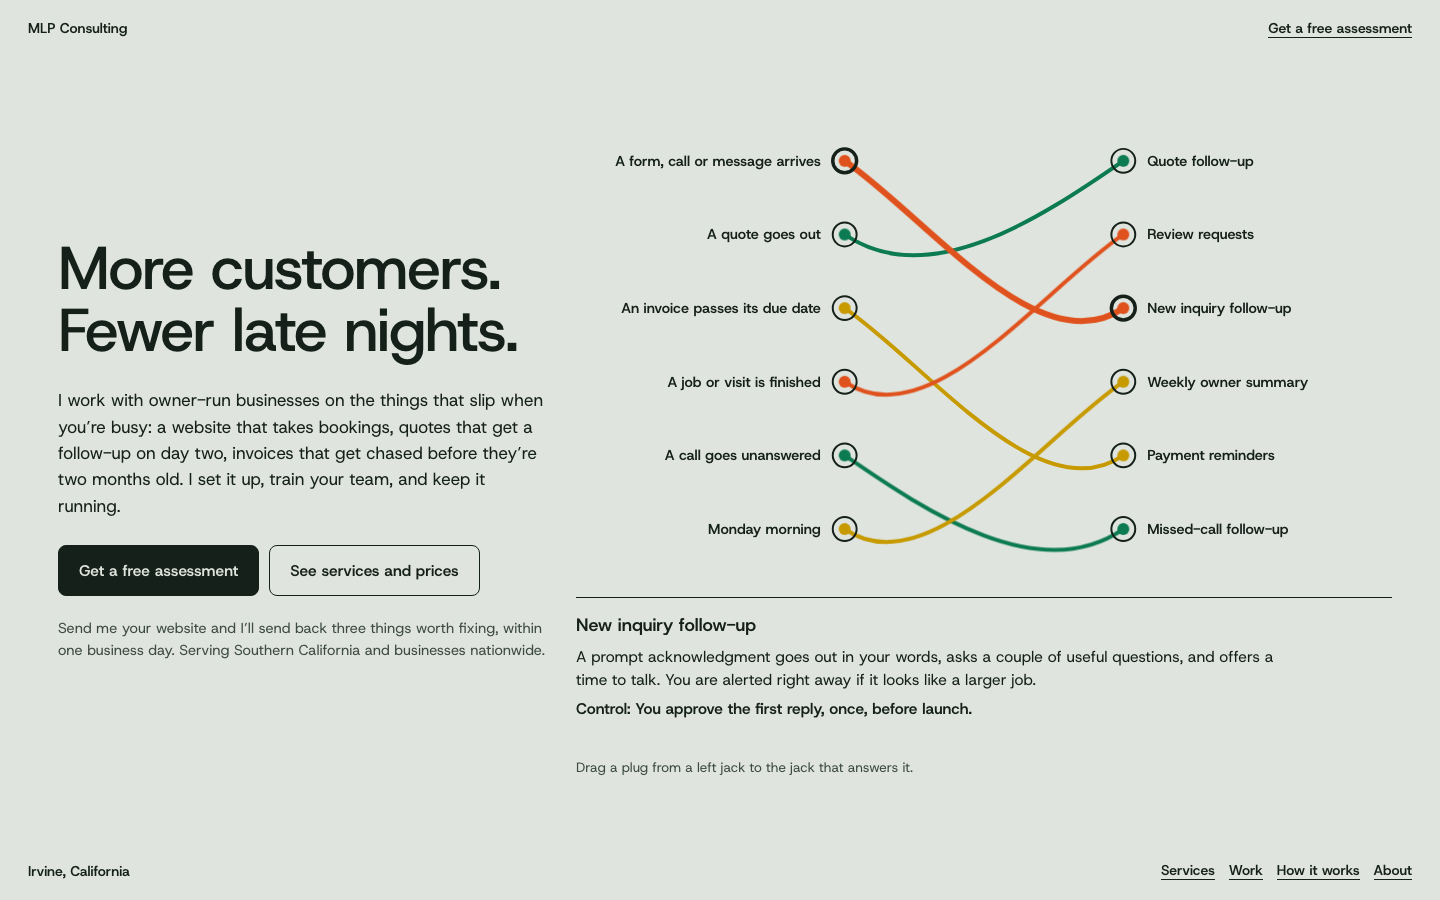 MLP Consulting
Get a free assessment
More customers.
Fewer late nights.
I work with owner-run businesses on the things that slip when
you’re busy: a website that takes bookings, quotes that get a
follow-up on day two, invoices that get chased before they’re
two months old. I set it up, train your team, and keep it
running.
Get a free assessment
See services and prices
Send me your website and I’ll send back three things worth fixing, within
one business day. Serving Southern California and businesses nationwide.
A form, call or message arrives
Quote follow-up
A quote goes out
Review requests
An invoice passes its due date
New inquiry follow-up
A job or visit is finished
Weekly owner summary
A call goes unanswered
Payment reminders
Monday morning
Missed-call follow-up
New inquiry follow-up
A prompt acknowledgment goes out in your words, asks a couple of useful questions, and offers a
time to talk. You are alerted right away if it looks like a larger job.
Control: You approve the first reply, once, before launch.
Drag a plug from a left jack to the jack that answers it.
Irvine, California
Services
Work
How it works
About